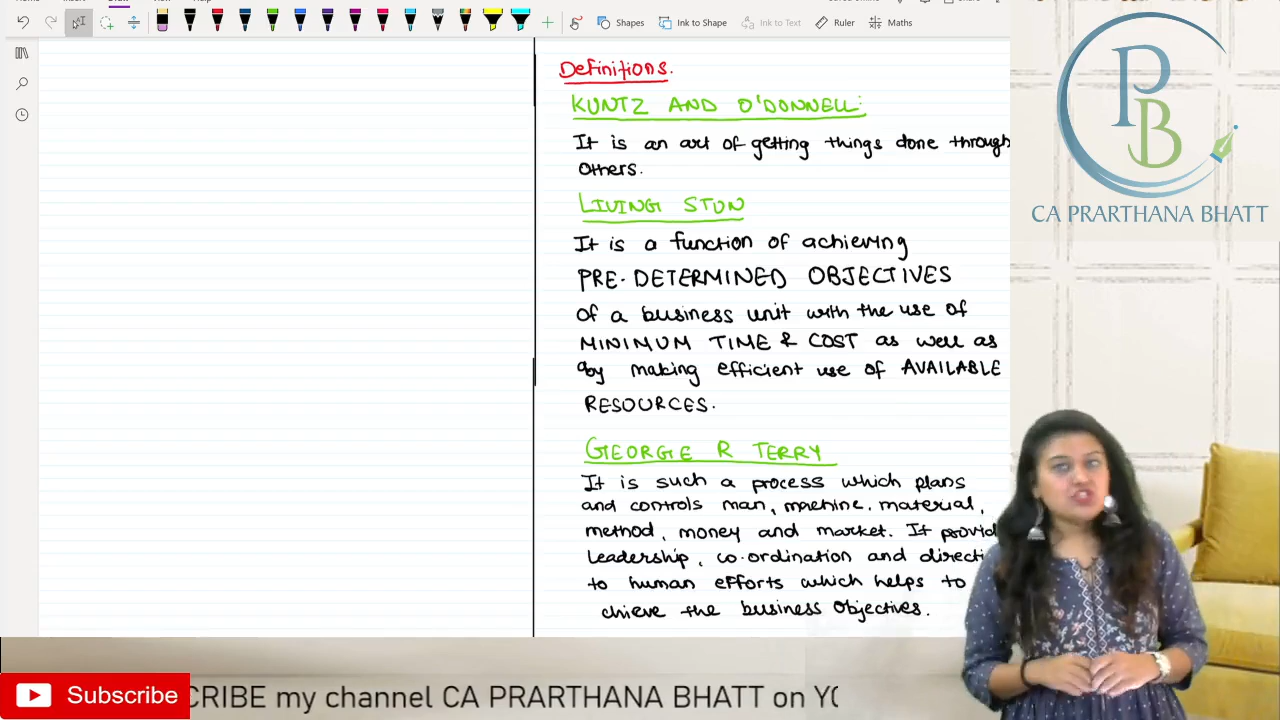 Shapes
Ink to Shape
Ink to Text
Ruler
Maths
Definitions.
KUNTZ AND O'DONNELL:
It is an art of getting things done through
others.
LIVING STON
It is a function of achieving
PRE-DETERMINED OBJECTIVES
of a business unit with the use of
MINIMUM TIME & COST as well as
by making efficient use of AVAILABLE
RESOURCES.
GEORGE R TERRY
It is such a process which plans
and controls man, machine, material,
method, money and market. It provid
leadership, co-ordination and directi
to human efforts which helps to
chieve the business objectives.
PB
CA PRARTHANA BHATT
Subscribe
CRIBE my channel CA PRARTHANA BHATT on YO